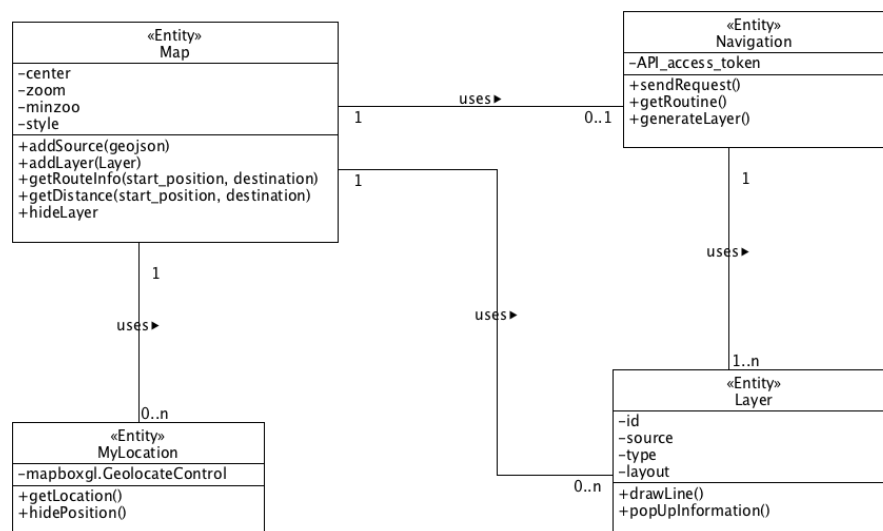 «Entity»
Map
-center
-zoom
-minzoo
-style
+addSource(geojson)
+addLayer(Layer)
+getRouteInfo(start_position, destination)
+getDistance(start_position, destination)
+hideLayer
«Entity»
Navigation
-API_access_token
+sendRequest()
+getRoutine()
+generateLayer()
uses▶
1
0..1
1
1
uses▶
1
uses▶
uses▶
0..n
1..n
0..n
«Entity»
MyLocation
-mapboxgl.GeolocateControl
+getLocation()
+hidePosition()
«Entity»
Layer
-id
-source
-type
-layout
+drawLine()
+popUpInformation()